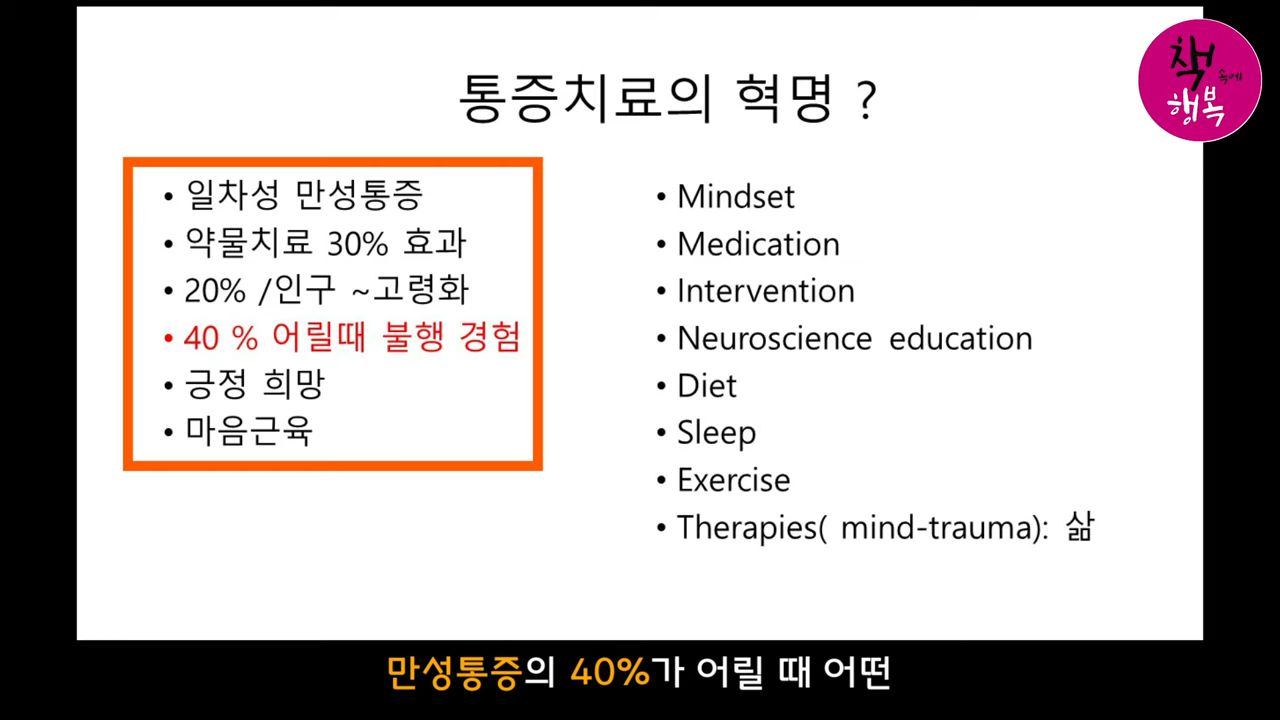 통증치료의 혁명 ?
책
속에
행복
• 일차성 만성통증
• 약물치료 30% 효과
• 20% /인구 ~고령화
• 40 % 어릴때 불행 경험
• 긍정 희망
• 마음근육
• Mindset
• Medication
• Intervention
• Neuroscience education
• Diet
• Sleep
• Exercise
• Therapies( mind-trauma): 삶
만성통증의 40%가 어릴 때 어떤